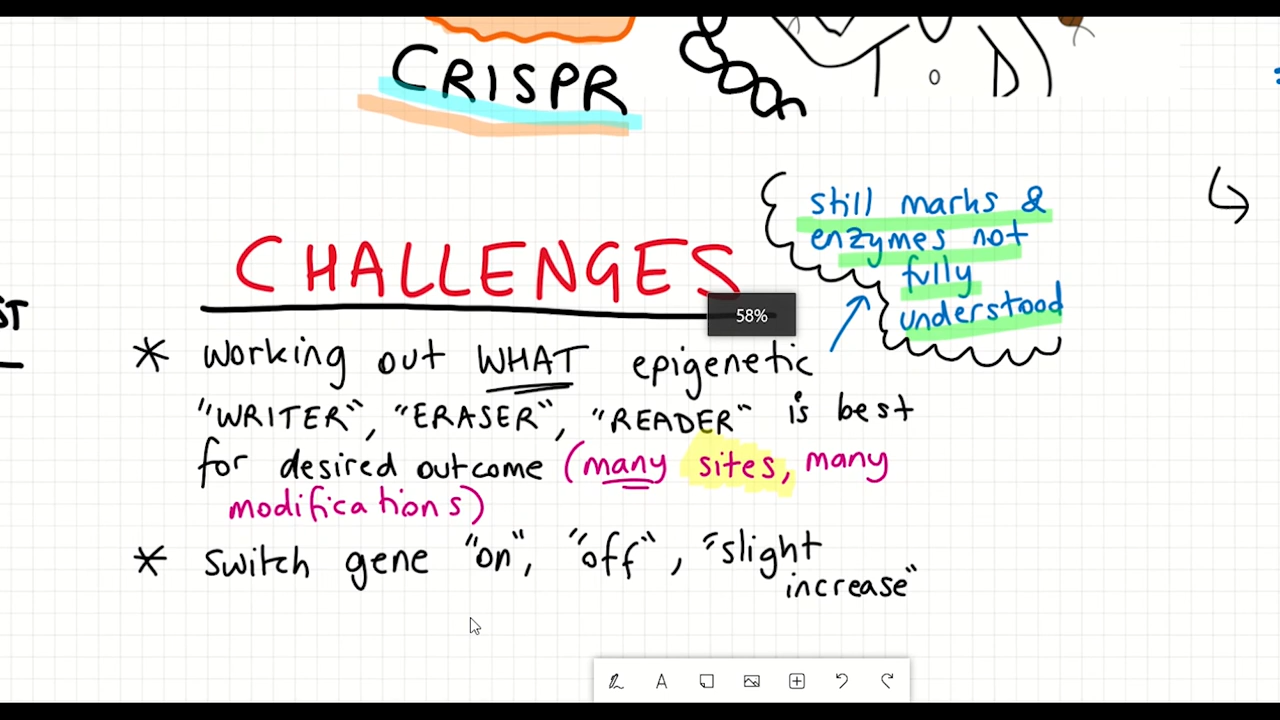 CRISPR
still marks &
enzymes not
fully
understood
CHALLENGES
58%
ST
* working out WHAT epigenetic
"WRITER", "ERASER", "READER" is best
for desired outcome (many sites, many
modifications)
* switch gene "on", "off", "slight
increase"
A